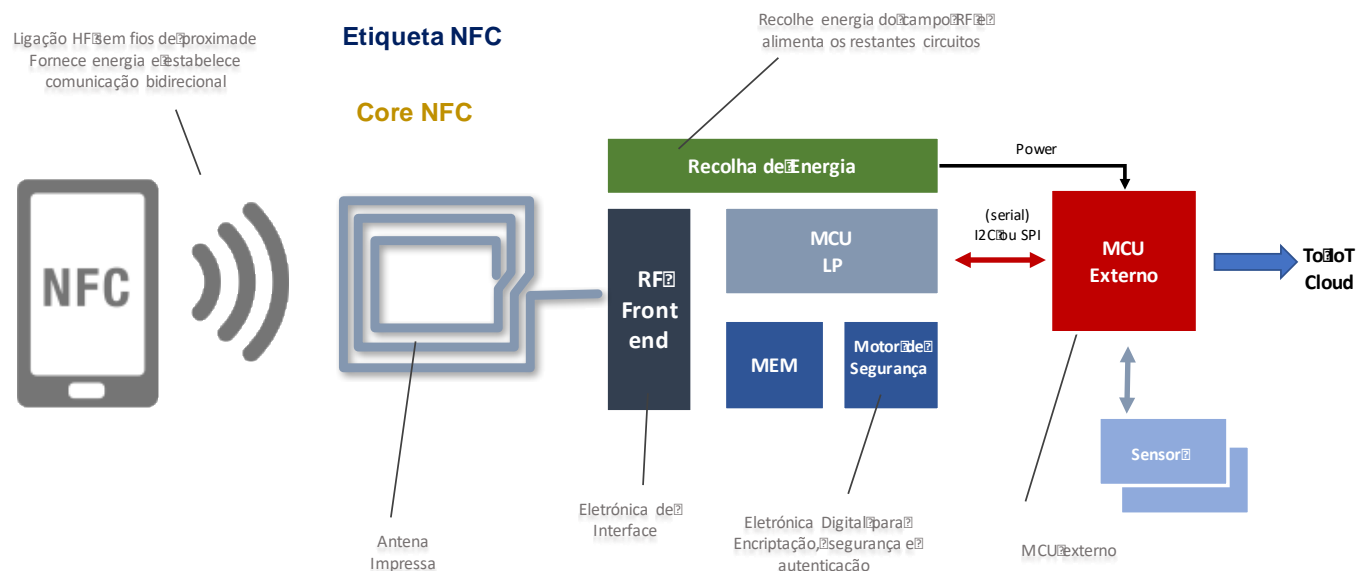 Ligação HF sem fios de proximade
Fornece energia e estabelece
comunicação bidirecional
Etiqueta NFC
Core NFC
Recolhe energia do campo RF e
alimenta os restantes circuitos
NFC
Recolha de Energia
Power
RF
Front
end
MCU
LP
(serial)
I2C ou SPI
MCU
Externo
To IoT
Cloud
MEM
Motor de
Segurança
Sensor
Eletrónica de
Interface
Antena
Impressa
Eletrónica Digital para
Encriptação, segurança e
autenticação
MCU externo